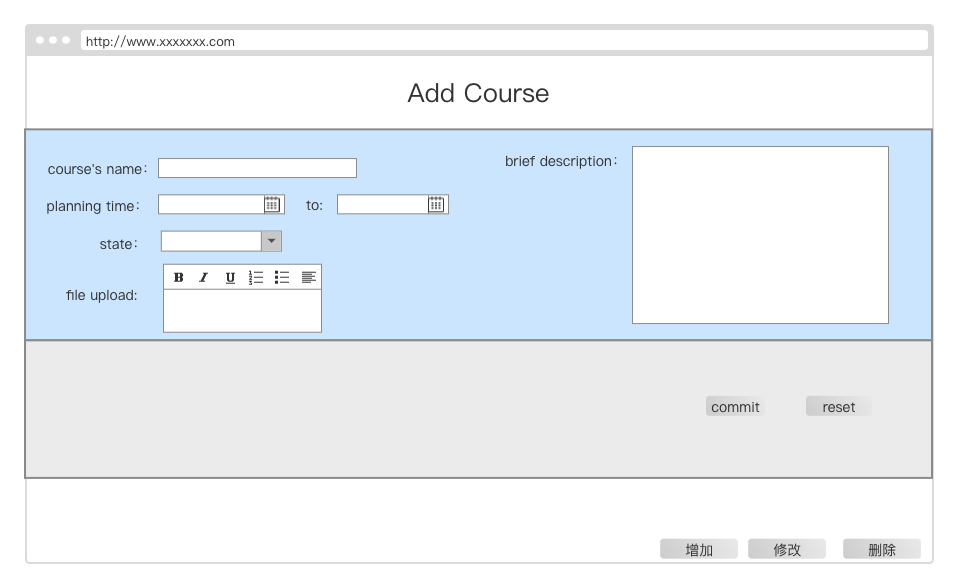 http://www.xxxxxxx.com
Add Course
course's name：
brief description：
planning time：
to:
state：
B I U
file upload:
commit
reset
增加
修改
删除